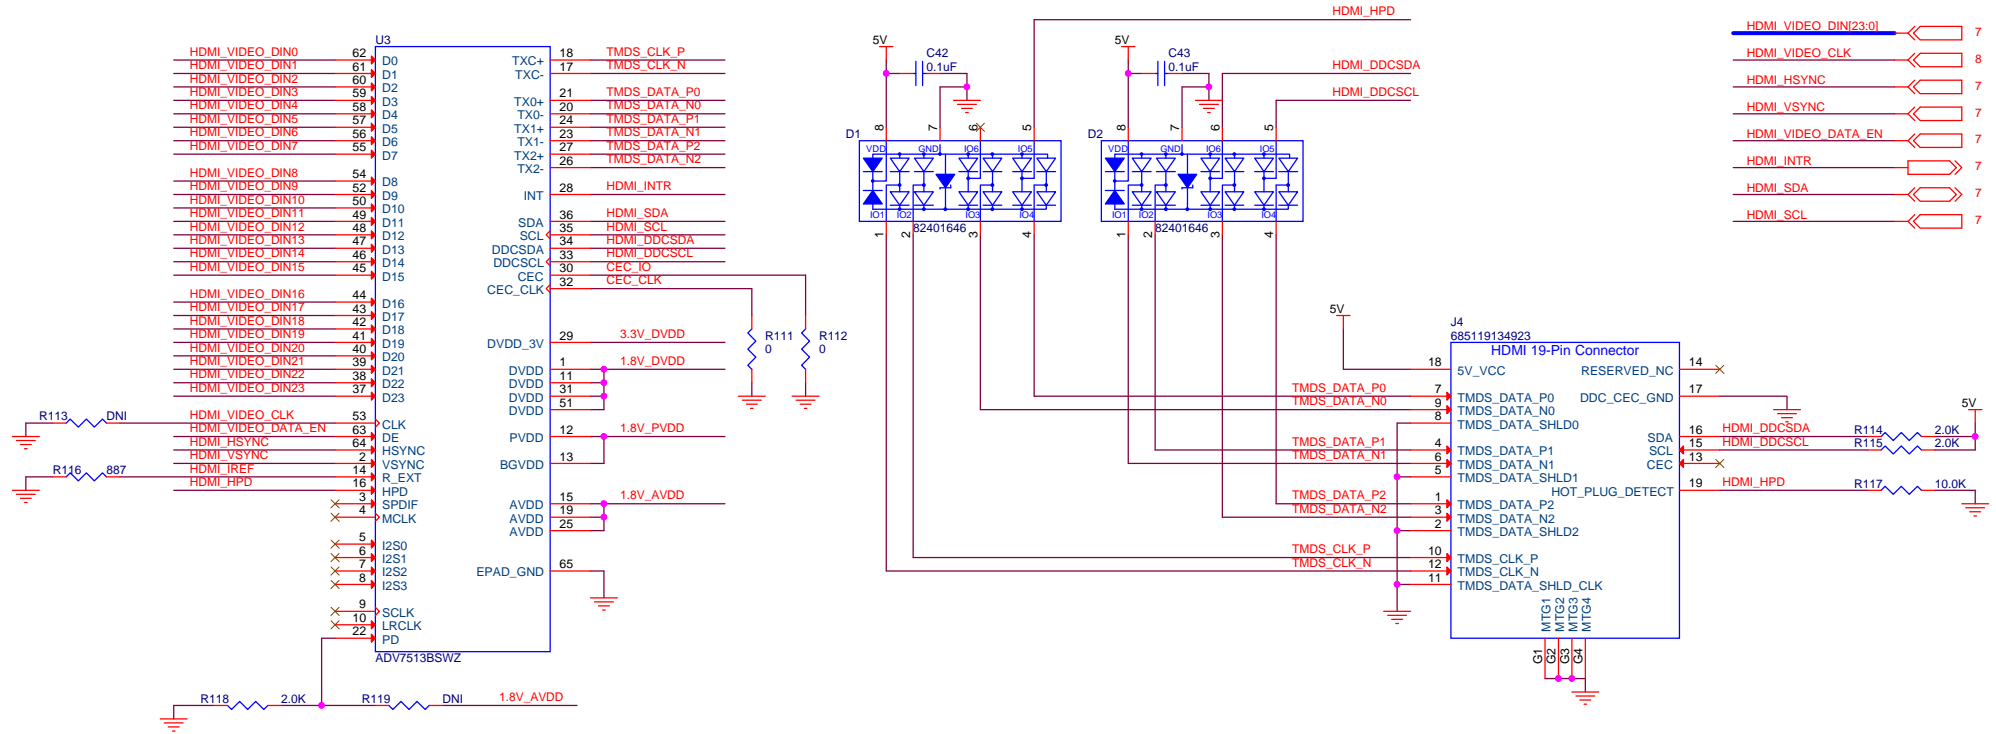 U3
HDMI_VIDEO_DIN0 62 D0
HDMI_VIDEO_DIN1 61 D1
HDMI_VIDEO_DIN2 60 D2
HDMI_VIDEO_DIN3 59 D3
HDMI_VIDEO_DIN4 58 D4
HDMI_VIDEO_DIN5 57 D5
HDMI_VIDEO_DIN6 56 D6
HDMI_VIDEO_DIN7 55 D7
HDMI_VIDEO_DIN8 54 D8
HDMI_VIDEO_DIN9 52 D9
HDMI_VIDEO_DIN10 50 D10
HDMI_VIDEO_DIN11 49 D11
HDMI_VIDEO_DIN12 48 D12
HDMI_VIDEO_DIN13 47 D13
HDMI_VIDEO_DIN14 46 D14
HDMI_VIDEO_DIN15 45 D15
HDMI_VIDEO_DIN16 44 D16
HDMI_VIDEO_DIN17 43 D17
HDMI_VIDEO_DIN18 42 D18
HDMI_VIDEO_DIN19 41 D19
HDMI_VIDEO_DIN20 40 D20
HDMI_VIDEO_DIN21 39 D21
HDMI_VIDEO_DIN22 38 D22
HDMI_VIDEO_DIN23 37 D23
R113 DNI HDMI_VIDEO_CLK 53 CLK
HDMI_VIDEO_DATA_EN 63 DE
HDMI_HSYNC 64 HSYNC
HDMI_VSYNC 2 VSYNC
R116 887 HDMI_IREF 14 R_EXT
HDMI_HPD 16 HPD
3 SPDIF
4 MCLK
5 I2S0
6 I2S1
7 I2S2
8 I2S3
9 SCLK
10 LRCLK
22 PD
ADV7513BSWZ
R118 2.0K R119 DNI 1.8V_AVDD
TXC+ 18 TMDS_CLK_P
TXC- 17 TMDS_CLK_N
TX0+ 21 TMDS_DATA_P0
TX0- 20 TMDS_DATA_N0
TX1+ 24 TMDS_DATA_P1
TX1- 23 TMDS_DATA_N1
TX2+ 27 TMDS_DATA_P2
TX2- 26 TMDS_DATA_N2
INT 28 HDMI_INTR
SDA 36 HDMI_SDA
SCL 35 HDMI_SCL
DDCSDA 34 HDMI_DDCSDA
DDCSCL 33 HDMI_DDCSCL
CEC 30 CEC_IO
CEC_CLK 32 CEC_CLK
R111 0
R112 0
DVDD_3V 29 3.3V_DVDD
DVDD 1 1.8V_DVDD
DVDD 11
DVDD 31
DVDD 51
PVDD 12 1.8V_PVDD
BGVDD 13
AVDD 15 1.8V_AVDD
AVDD 19
AVDD 25
EPAD_GND 65
HDMI_HPD
5V C42 0.1uF
D1 8 7 6 5
VDD GND IO6 IO5
IO1 IO2 IO3 IO4
82401646
1 2 3 4
5V C43 0.1uF
HDMI_DDCSDA
HDMI_DDCSCL
D2 8 7 6 5
VDD GND IO6 IO5
IO1 IO2 IO3 IO4
82401646
1 2 3 4
HDMI_VIDEO_DIN[23:0] 7
HDMI_VIDEO_CLK 8
HDMI_HSYNC 7
HDMI_VSYNC 7
HDMI_VIDEO_DATA_EN 7
HDMI_INTR 7
HDMI_SDA 7
HDMI_SCL 7
J4
685119134923
HDMI 19-Pin Connector
5V 18 5V_VCC
TMDS_DATA_P0 7 TMDS_DATA_P0
TMDS_DATA_N0 9 TMDS_DATA_N0
8 TMDS_DATA_SHLD0
TMDS_DATA_P1 4 TMDS_DATA_P1
TMDS_DATA_N1 6 TMDS_DATA_N1
5 TMDS_DATA_SHLD1
TMDS_DATA_P2 1 TMDS_DATA_P2
TMDS_DATA_N2 3 TMDS_DATA_N2
2 TMDS_DATA_SHLD2
TMDS_CLK_P 10 TMDS_CLK_P
TMDS_CLK_N 12 TMDS_CLK_N
11 TMDS_DATA_SHLD_CLK
RESERVED_NC 14
DDC_CEC_GND 17
5V
SDA 16 HDMI_DDCSDA R114 2.0K
SCL 15 HDMI_DDCSCL R115 2.0K
CEC 13
HOT_PLUG_DETECT 19 HDMI_HPD R117 10.0K
MTG1 MTG2 MTG3 MTG4
G1 G2 G3 G4